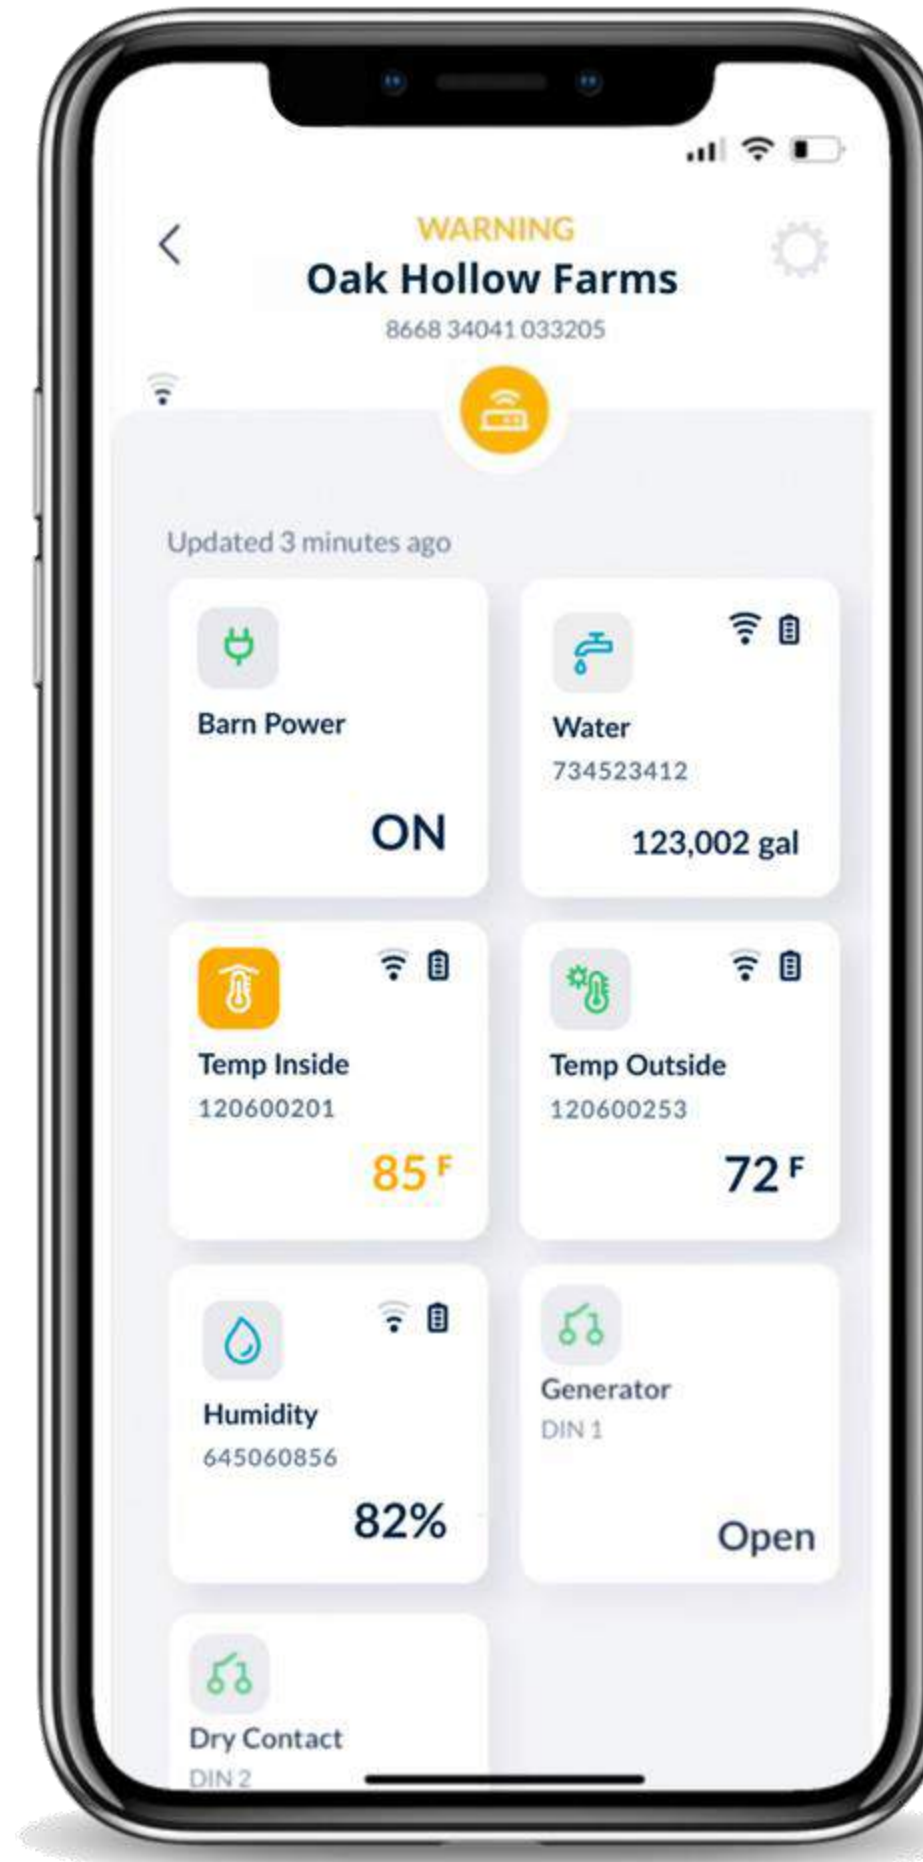 WARNING
Oak Hollow Farms
8668 34041 033205
Updated 3 minutes ago
Barn Power
ON
Water
734523412
123,002 gal
Temp Inside
120600201
85 F
Temp Outside
120600253
72 F
Humidity
645060856
82%
Generator
DIN 1
Open
Dry Contact
DIN 2